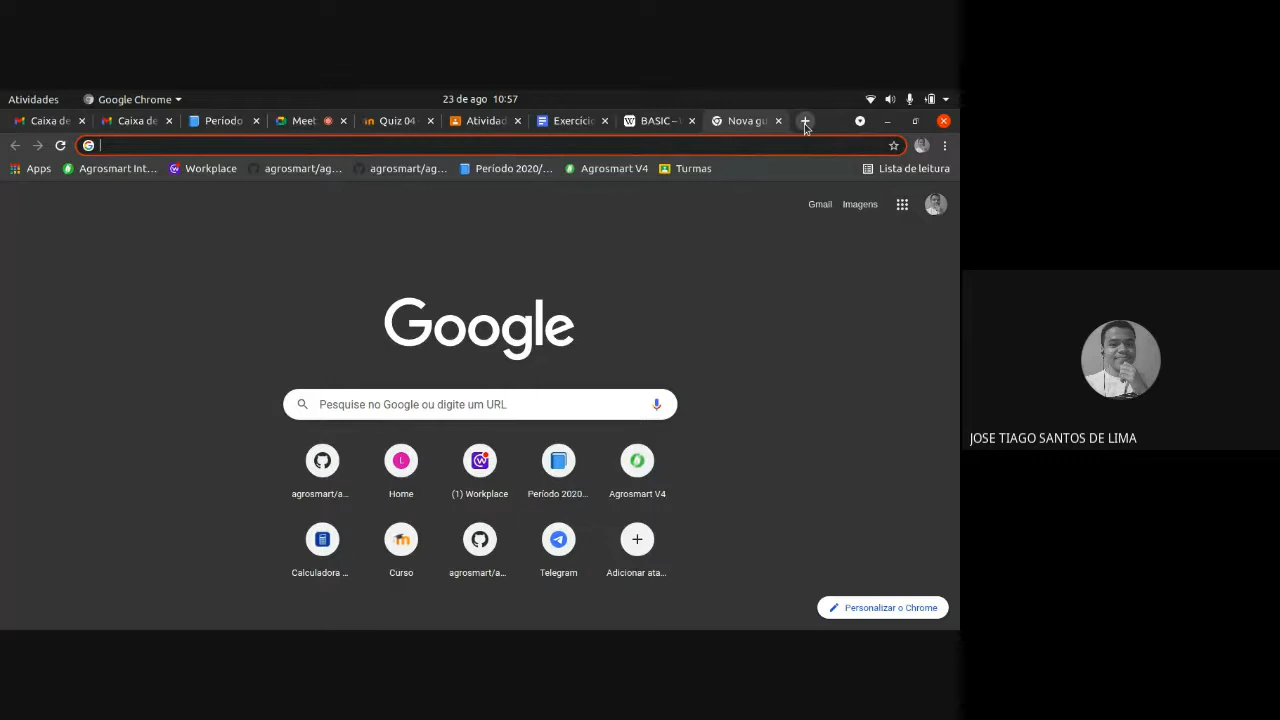 Atividades Google Chrome 23 de ago 10:57
Caixa de Caixa de Período Meet Quiz 04 Atividad Exercíci BASIC – Nova gu
Apps Agrosmart Int... Workplace agrosmart/ag... agrosmart/ag... Período 2020/... Agrosmart V4 Turmas Lista de leitura
Gmail Imagens
Google
Pesquise no Google ou digite um URL
L
agrosmart/a... Home (1) Workplace Período 2020... Agrosmart V4
Calculadora ... Curso agrosmart/a... Telegram Adicionar ata...
Personalizar o Chrome
JOSE TIAGO SANTOS DE LIMA